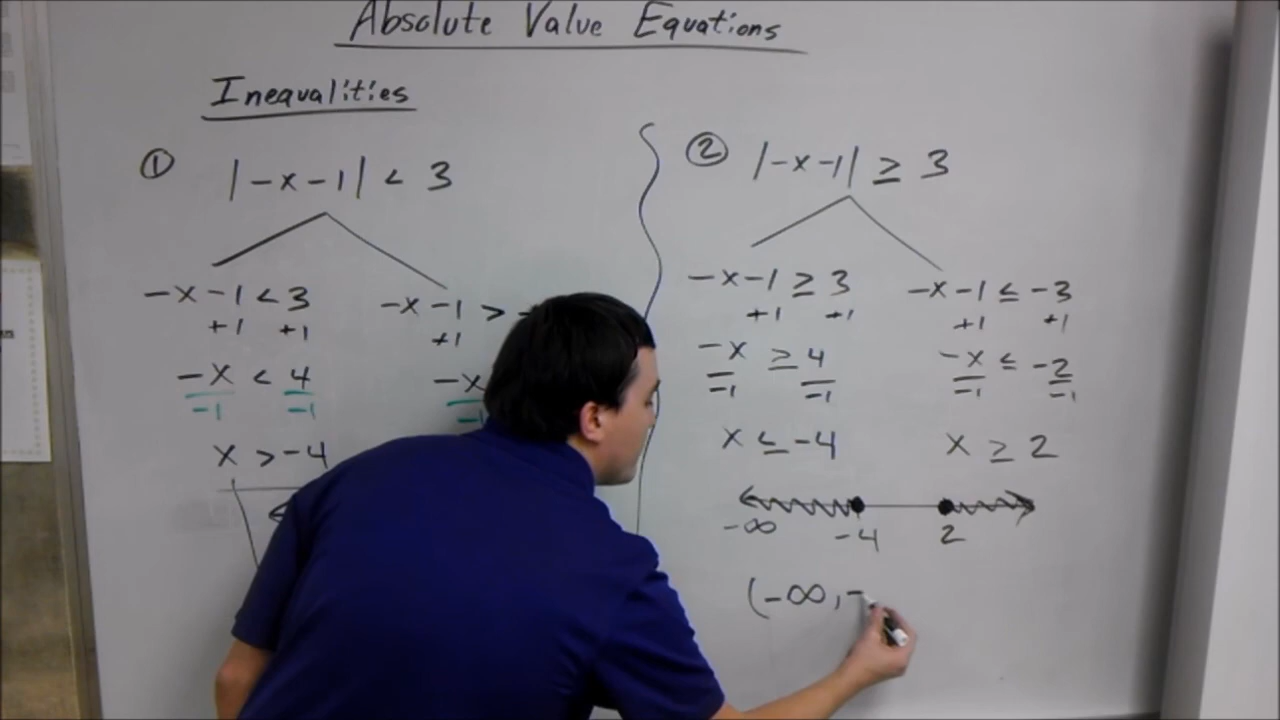 Absolute Value Equations
Inequalities
① |-x-1| < 3
-x-1 < 3
-x-1 > -
+1 +1
+1
-x < 4
-x
-1 -1
-1
x > -4
② |-x-1| ≥ 3
-x-1 ≥ 3
-x-1 ≤ -3
+1 +1
+1 +1
-x ≥ 4
-x ≤ -2
-1 -1
-1 -1
x ≤ -4
x ≥ 2
-∞ -4 2
(-∞, -